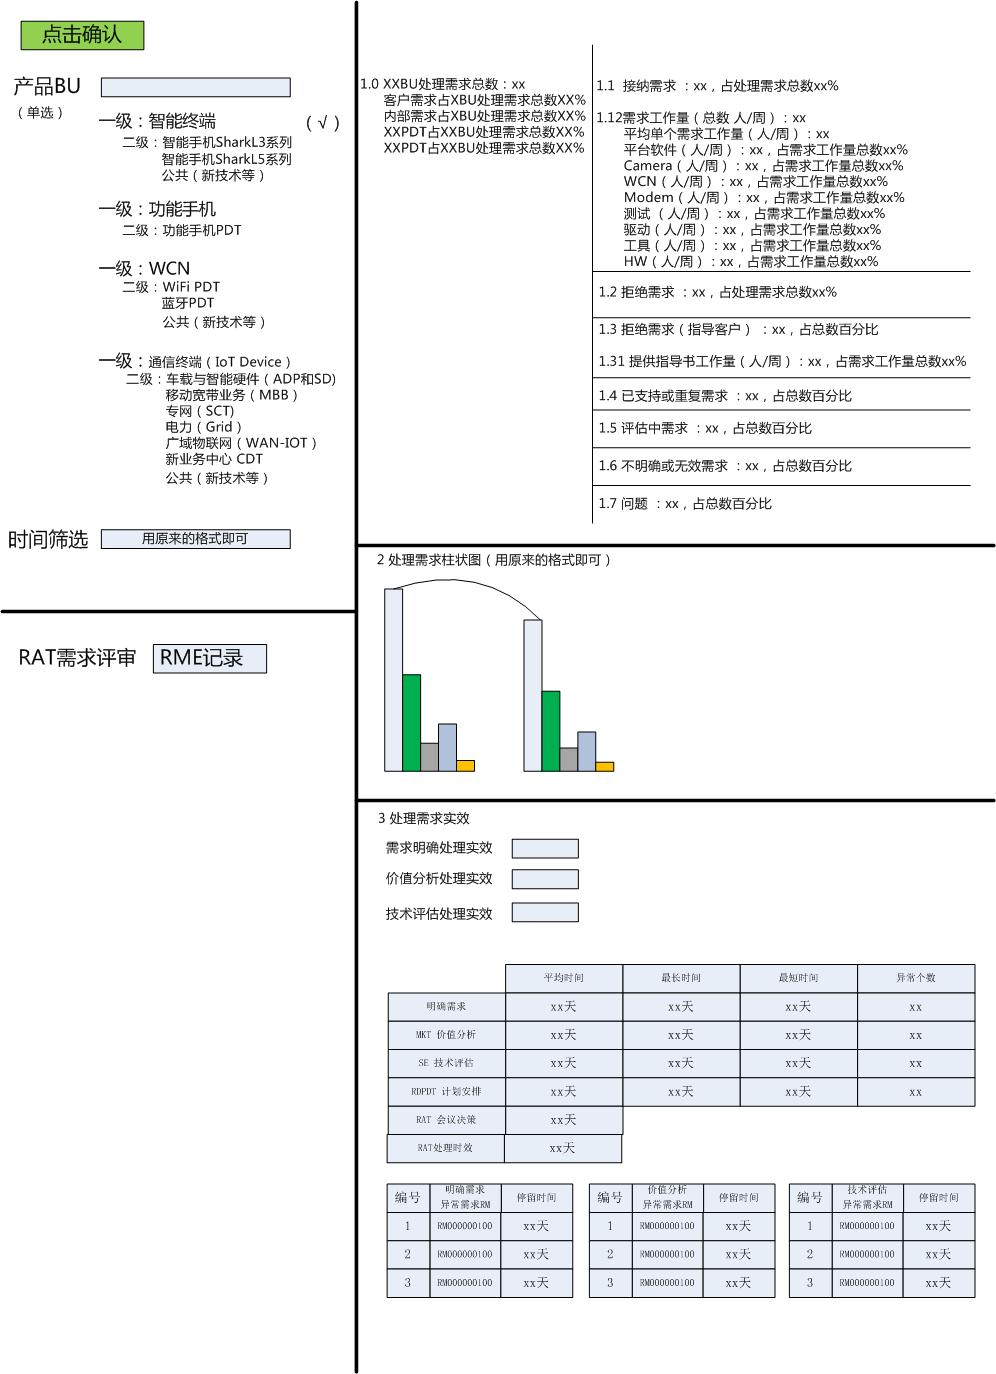 点击确认
产品BU
（单选）
一级：智能终端 （√）
二级：智能手机SharkL3系列
智能手机SharkL5系列
公共（新技术等）
一级：功能手机
二级：功能手机PDT
一级：WCN
二级：WiFi PDT
蓝牙PDT
公共（新技术等）
一级：通信终端（IoT Device）
二级：车载与智能硬件（ADP和SD)
移动宽带业务（MBB）
专网（SCT)
电力（Grid）
广域物联网（WAN-IOT）
新业务中心 CDT
公共（新技术等）
时间筛选 用原来的格式即可
RAT需求评审 RME记录
1.0 XXBU处理需求总数：xx
客户需求占XBU处理需求总数XX%
内部需求占XBU处理需求总数XX%
XXPDT占XXBU处理需求总数XX%
XXPDT占XXBU处理需求总数XX%
1.1 接纳需求 ：xx，占处理需求总数xx%
1.12需求工作量（总数 人/周）：xx
平均单个需求工作量（人/周）：xx
平台软件（人/周）：xx，占需求工作量总数xx%
Camera（人/周）：xx，占需求工作量总数xx%
WCN（人/周）：xx，占需求工作量总数xx%
Modem（人/周）：xx，占需求工作量总数xx%
测试 （人/周）：xx，占需求工作量总数xx%
驱动（人/周）：xx，占需求工作量总数xx%
工具（人/周）：xx，占需求工作量总数xx%
HW（人/周）：xx，占需求工作量总数xx%
1.2 拒绝需求 ：xx，占处理需求总数xx%
1.3 拒绝需求（指导客户） ：xx，占总数百分比
1.31 提供指导书工作量（人/周）：xx，占需求工作量总数xx%
1.4 已支持或重复需求 ：xx，占总数百分比
1.5 评估中需求 ：xx，占总数百分比
1.6 不明确或无效需求 ：xx，占总数百分比
1.7 问题 ：xx，占总数百分比
2 处理需求柱状图（用原来的格式即可）
3 处理需求实效
需求明确处理实效
价值分析处理实效
技术评估处理实效
平均时间 最长时间 最短时间 异常个数
明确需求 xx天 xx天 xx天 xx
MKT 价值分析 xx天 xx天 xx天 xx
SE 技术评估 xx天 xx天 xx天 xx
RDPDT 计划安排 xx天 xx天 xx天 xx
RAT 会议决策 xx天
RAT处理时效 xx天
编号 明确需求 异常需求RM 停留时间
1 RM000000100 xx天
2 RM000000100 xx天
3 RM000000100 xx天
编号 价值分析 异常需求RM 停留时间
1 RM000000100 xx天
2 RM000000100 xx天
3 RM000000100 xx天
编号 技术评估 异常需求RM 停留时间
1 RM000000100 xx天
2 RM000000100 xx天
3 RM000000100 xx天